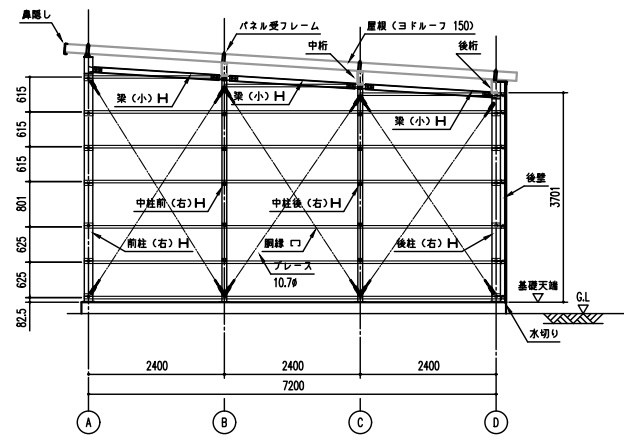 鼻隠し
パネル受フレーム
屋根（ヨドルーフ 150）
中桁
後桁
梁（小）H
梁（小）H
梁（小）H
615
615
615
801
625
625
82.5
中柱前（右）H
中柱後（右）H
前柱（右）H
胴縁
後柱（右）H
ブレース
10.7φ
後壁
3701
基礎天端
G.L
水切り
2400
2400
2400
7200
A
B
C
D